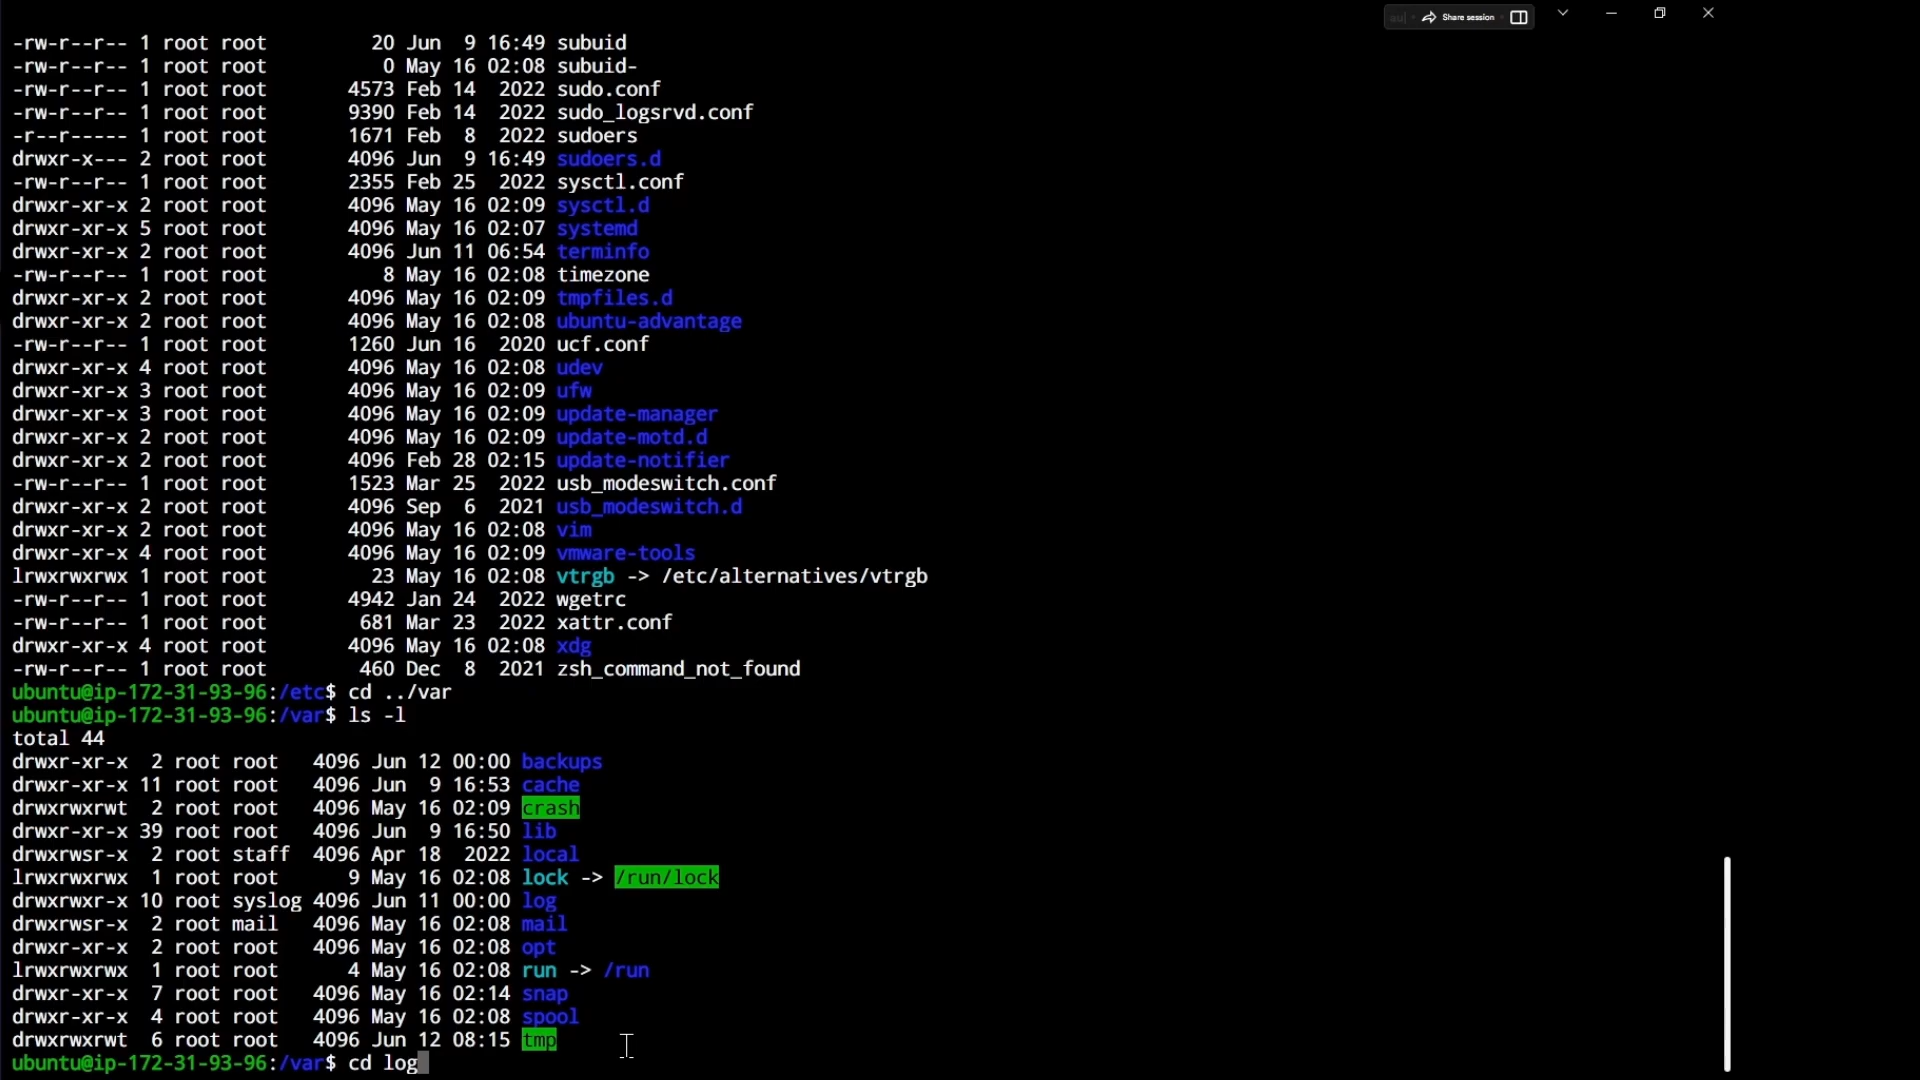 Share session
-rw-r--r-- 1 root root 20 Jun 9 16:49 subuid
-rw-r--r-- 1 root root 0 May 16 02:08 subuid-
-rw-r--r-- 1 root root 4573 Feb 14 2022 sudo.conf
-rw-r--r-- 1 root root 9390 Feb 14 2022 sudo_logsrvd.conf
-r--r----- 1 root root 1671 Feb 8 2022 sudoers
drwxr-x--- 2 root root 4096 Jun 9 16:49 sudoers.d
-rw-r--r-- 1 root root 2355 Feb 25 2022 sysctl.conf
drwxr-xr-x 2 root root 4096 May 16 02:09 sysctl.d
drwxr-xr-x 5 root root 4096 May 16 02:07 systemd
drwxr-xr-x 2 root root 4096 Jun 11 06:54 terminfo
-rw-r--r-- 1 root root 8 May 16 02:08 timezone
drwxr-xr-x 2 root root 4096 May 16 02:09 tmpfiles.d
drwxr-xr-x 2 root root 4096 May 16 02:08 ubuntu-advantage
-rw-r--r-- 1 root root 1260 Jun 16 2020 ucf.conf
drwxr-xr-x 4 root root 4096 May 16 02:08 udev
drwxr-xr-x 3 root root 4096 May 16 02:09 ufw
drwxr-xr-x 3 root root 4096 May 16 02:09 update-manager
drwxr-xr-x 2 root root 4096 May 16 02:09 update-motd.d
drwxr-xr-x 2 root root 4096 Feb 28 02:15 update-notifier
-rw-r--r-- 1 root root 1523 Mar 25 2022 usb_modeswitch.conf
drwxr-xr-x 2 root root 4096 Sep 6 2021 usb_modeswitch.d
drwxr-xr-x 2 root root 4096 May 16 02:08 vim
drwxr-xr-x 4 root root 4096 May 16 02:09 vmware-tools
lrwxrwxrwx 1 root root 23 May 16 02:08 vtrgb -> /etc/alternatives/vtrgb
-rw-r--r-- 1 root root 4942 Jan 24 2022 wgetrc
-rw-r--r-- 1 root root 681 Mar 23 2022 xattr.conf
drwxr-xr-x 4 root root 4096 May 16 02:08 xdg
-rw-r--r-- 1 root root 460 Dec 8 2021 zsh_command_not_found
ubuntu@ip-172-31-93-96:/etc$ cd ../var
ubuntu@ip-172-31-93-96:/var$ ls -l
total 44
drwxr-xr-x 2 root root 4096 Jun 12 00:00 backups
drwxr-xr-x 11 root root 4096 Jun 9 16:53 cache
drwxrwxrwt 2 root root 4096 May 16 02:09 crash
drwxr-xr-x 39 root root 4096 Jun 9 16:50 lib
drwxrwsr-x 2 root staff 4096 Apr 18 2022 local
lrwxrwxrwx 1 root root 9 May 16 02:08 lock -> /run/lock
drwxrwxr-x 10 root syslog 4096 Jun 11 00:00 log
drwxrwsr-x 2 root mail 4096 May 16 02:08 mail
drwxr-xr-x 2 root root 4096 May 16 02:08 opt
lrwxrwxrwx 1 root root 4 May 16 02:08 run -> /run
drwxr-xr-x 7 root root 4096 May 16 02:14 snap
drwxr-xr-x 4 root root 4096 May 16 02:08 spool
drwxrwxrwt 6 root root 4096 Jun 12 08:15 tmp
ubuntu@ip-172-31-93-96:/var$ cd log